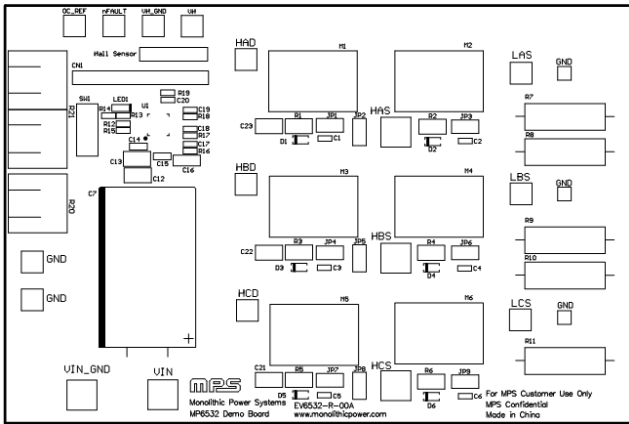 OC_REF nFAULT VM_GND VM
Hall Sensor
CN1
HAD
M1
M2
LAS
GND
R21
SW1
R14
LED1
R13
U1
R12
R15
R19
C20
C19
R18
C18
R17
C17
R16
C14
C13
C15
C16
C12
C23
R1
JP1
JP2
D1
C1
HAS
R2
JP3
D2
C2
R7
R8
R20
C7
HBD
M3
M4
LBS
GND
GND
GND
C22
R3
JP4
JP5
D3
C3
HBS
R4
JP6
D4
C4
R9
R10
HCD
M5
M6
LCS
GND
+
VIN_GND
VIN
C21
R5
JP7
JP8
D5
C5
HCS
R6
JP9
D6
C6
R11
mPS
Monolithic Power Systems EV6532-R-00A
MP6532 Demo Board www.monolithicpower.com
For MPS Customer Use Only
MPS Confidential
Made in China